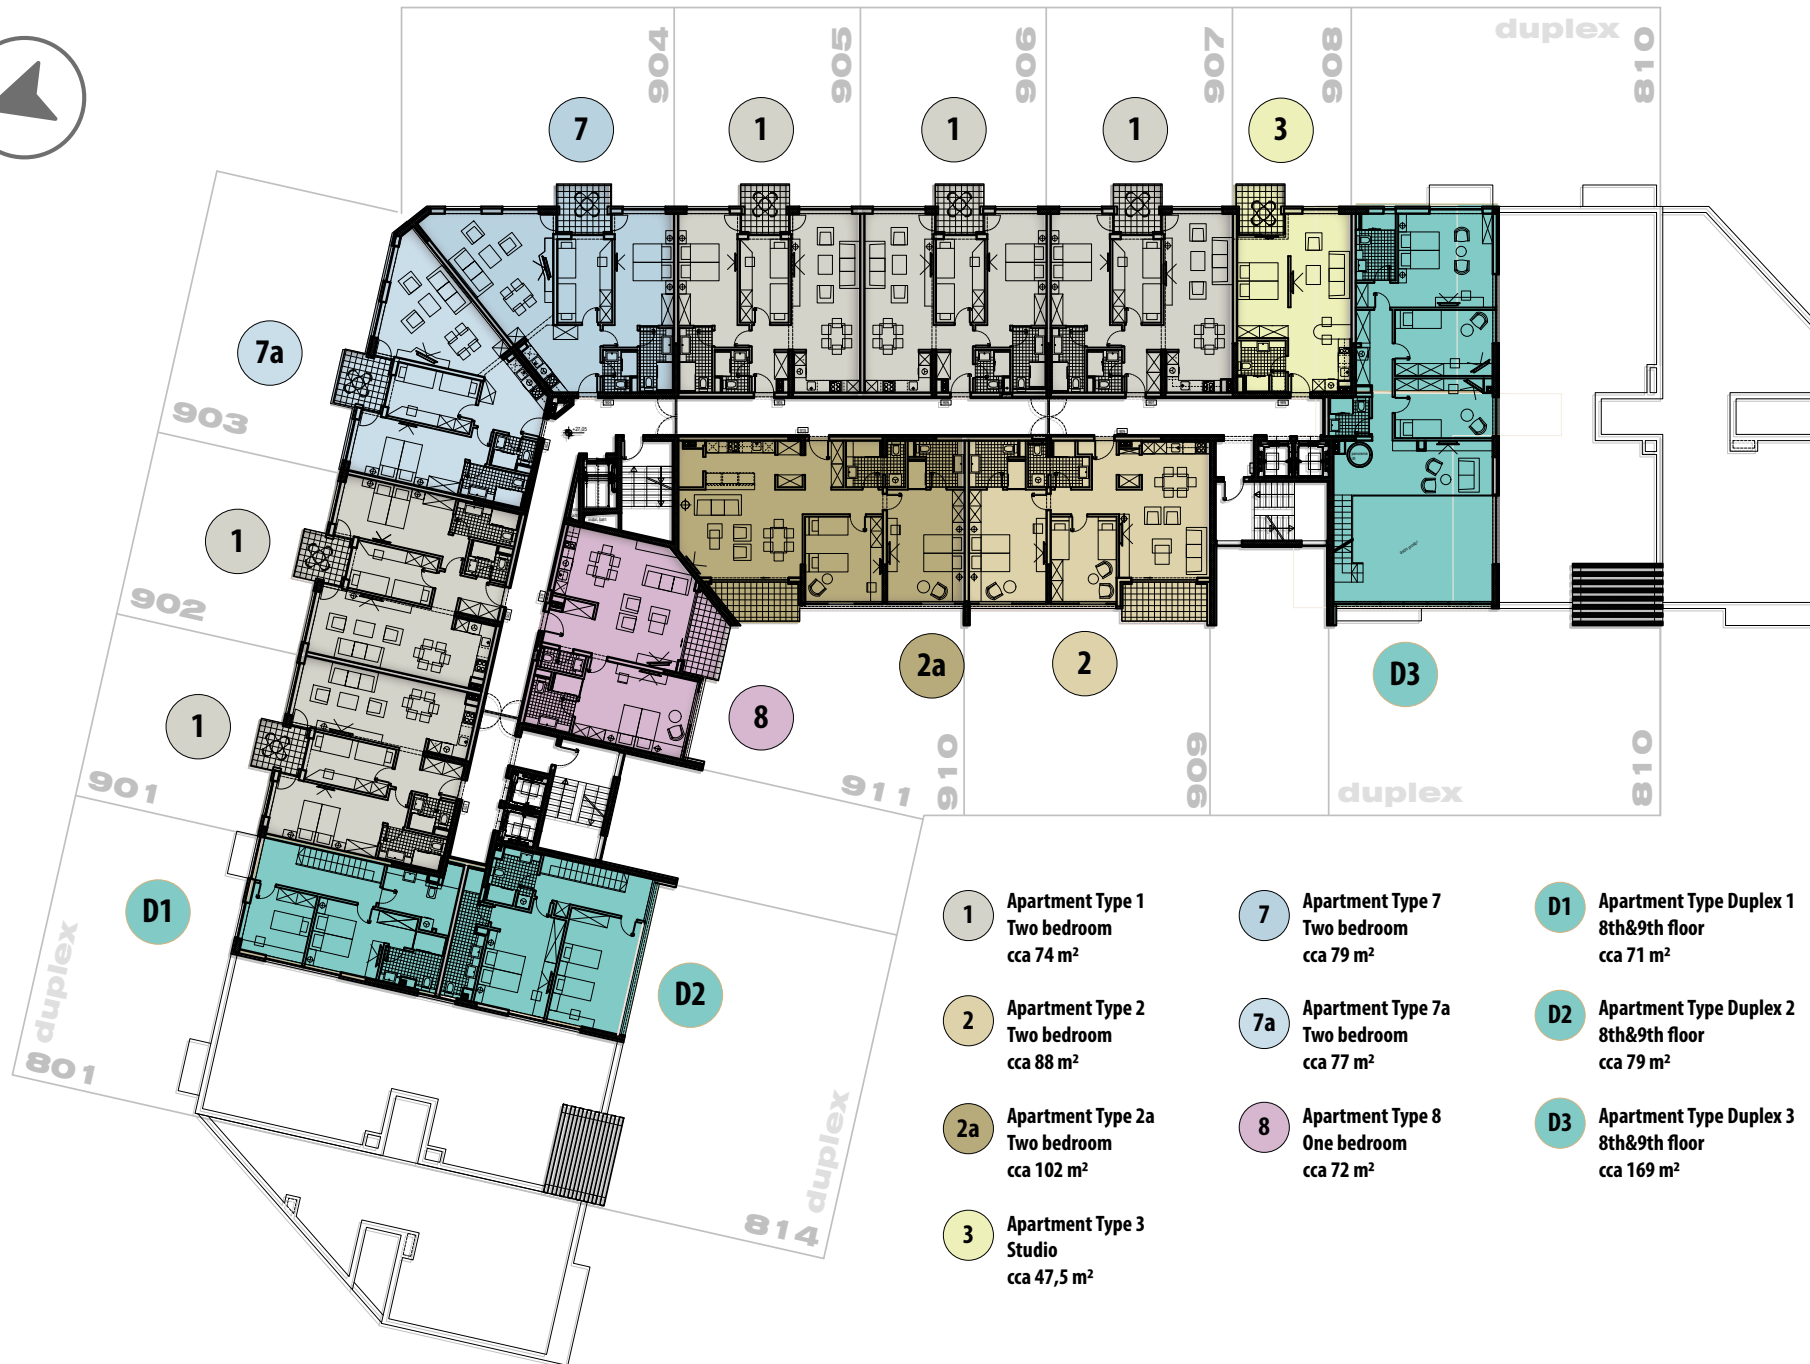 duplex
904
905
906
907
908
810
7
1
1
1
3
7a
903
1
902
1
901
D1
duplex
801
8
2a
2
D3
911
910
909
duplex
810
D2
duplex
814
1
Apartment Type 1
Two bedroom
cca 74 m²
2
Apartment Type 2
Two bedroom
cca 88 m²
2a
Apartment Type 2a
Two bedroom
cca 102 m²
3
Apartment Type 3
Studio
cca 47,5 m²
7
Apartment Type 7
Two bedroom
cca 79 m²
7a
Apartment Type 7a
Two bedroom
cca 77 m²
8
Apartment Type 8
One bedroom
cca 72 m²
D1
Apartment Type Duplex 1
8th&9th floor
cca 71 m²
D2
Apartment Type Duplex 2
8th&9th floor
cca 79 m²
D3
Apartment Type Duplex 3
8th&9th floor
cca 169 m²